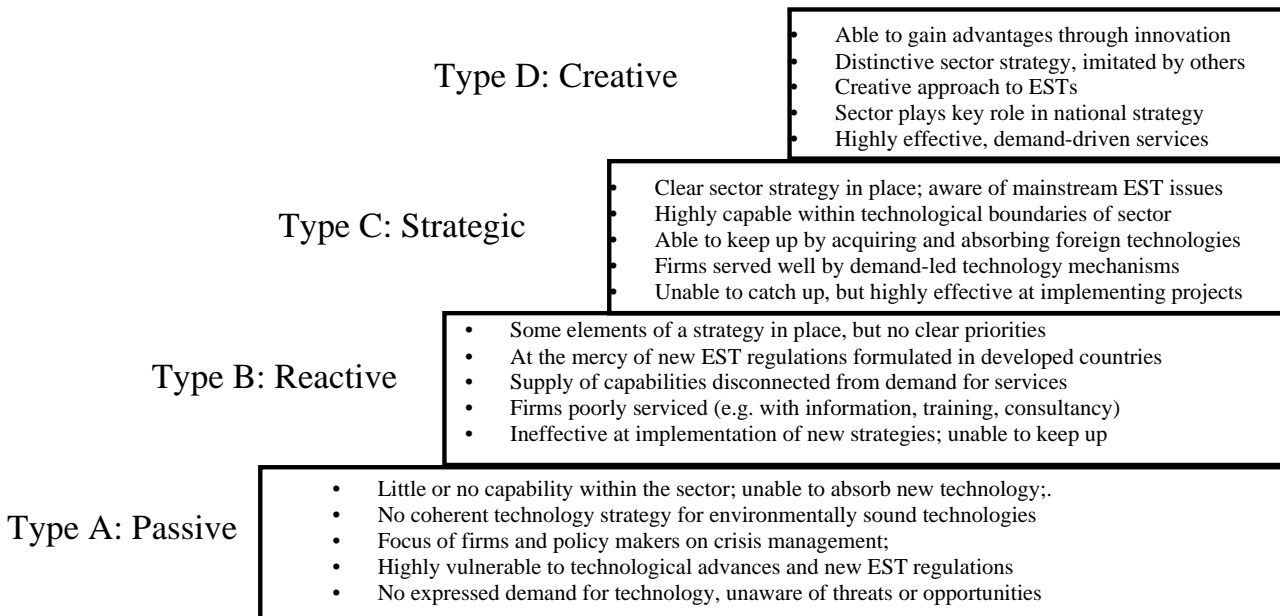 Type D: Creative
• Able to gain advantages through innovation
• Distinctive sector strategy, imitated by others
• Creative approach to ESTs
• Sector plays key role in national strategy
• Highly effective, demand-driven services
Type C: Strategic
• Clear sector strategy in place; aware of mainstream EST issues
• Highly capable within technological boundaries of sector
• Able to keep up by acquiring and absorbing foreign technologies
• Firms served well by demand-led technology mechanisms
• Unable to catch up, but highly effective at implementing projects
Type B: Reactive
• Some elements of a strategy in place, but no clear priorities
• At the mercy of new EST regulations formulated in developed countries
• Supply of capabilities disconnected from demand for services
• Firms poorly serviced (e.g. with information, training, consultancy)
• Ineffective at implementation of new strategies; unable to keep up
Type A: Passive
• Little or no capability within the sector; unable to absorb new technology;.
• No coherent technology strategy for environmentally sound technologies
• Focus of firms and policy makers on crisis management;
• Highly vulnerable to technological advances and new EST regulations
• No expressed demand for technology, unaware of threats or opportunities